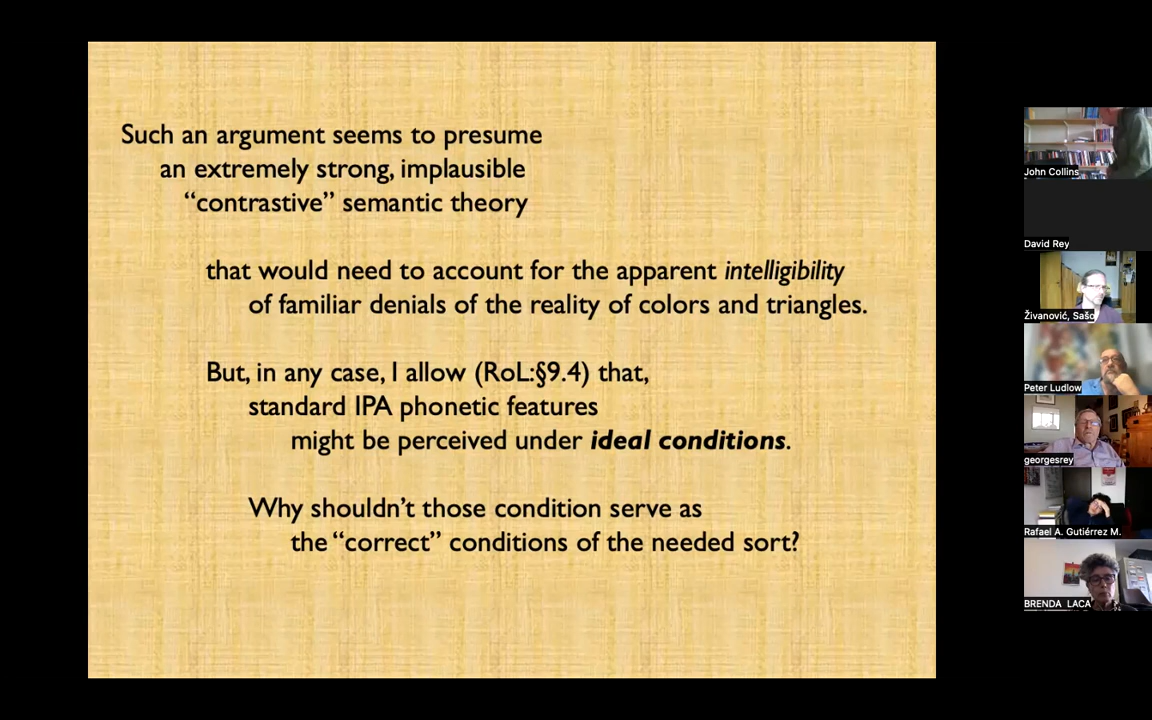 Such an argument seems to presume
an extremely strong, implausible
“contrastive” semantic theory
that would need to account for the apparent intelligibility
of familiar denials of the reality of colors and triangles.
But, in any case, I allow (RoL:§9.4) that,
standard IPA phonetic features
might be perceived under ideal conditions.
Why shouldn’t those condition serve as
the “correct” conditions of the needed sort?
John Collins
David Rey
Živanović, Sašo
Peter Ludlow
georgesrey
Rafael A. Gutiérrez M.
BRENDA LACA